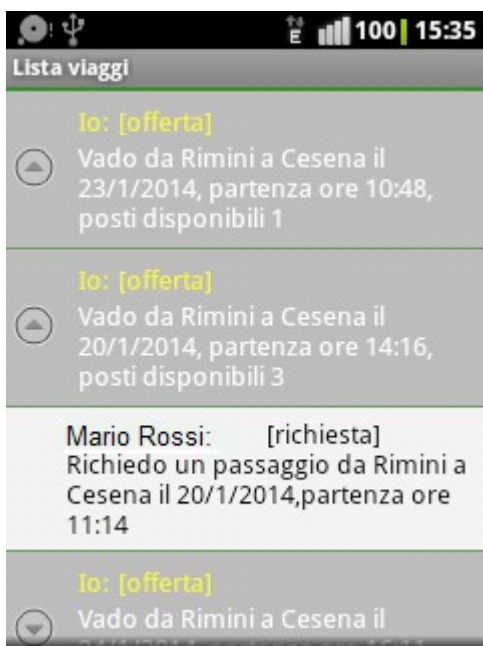 E 100 15:35
Lista viaggi
Io: [offerta]
Vado da Rimini a Cesena il
23/1/2014, partenza ore 10:48,
posti disponibili 1
Io: [offerta]
Vado da Rimini a Cesena il
20/1/2014, partenza ore 14:16,
posti disponibili 3
Mario Rossi: [richiesta]
Richiedo un passaggio da Rimini a
Cesena il 20/1/2014,partenza ore
11:14
Io: [offerta]
Vado da Rimini a Cesena il